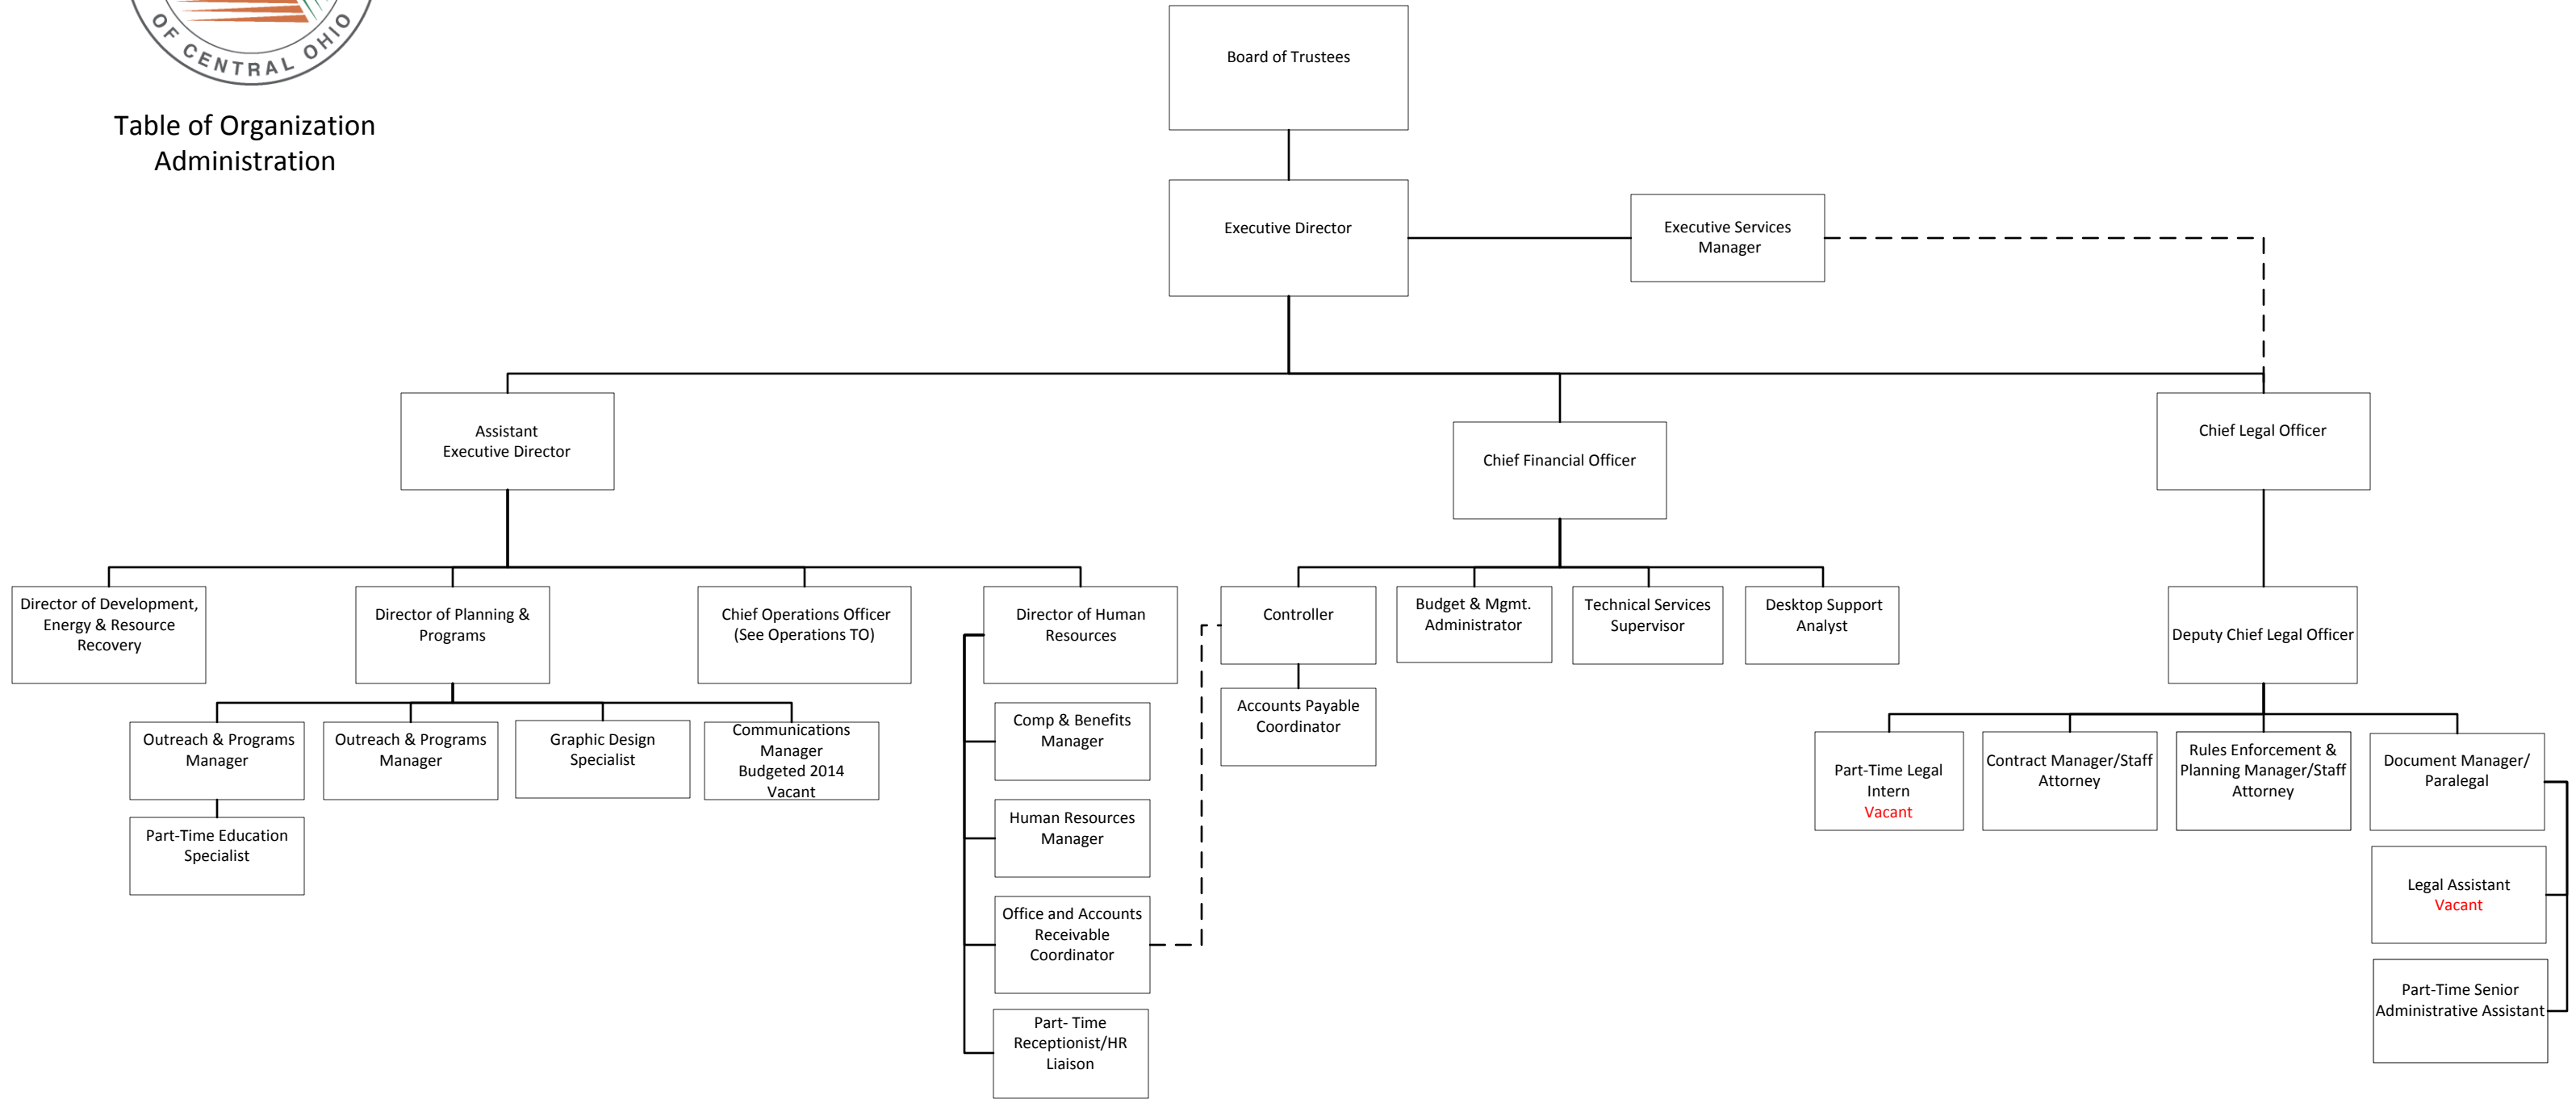 OF CENTRAL OHIO
Table of Organization
Administration
Board of Trustees
Executive Director
Executive Services
Manager
Assistant
Executive Director
Chief Financial Officer
Chief Legal Officer
Director of Development,
Energy & Resource
Recovery
Director of Planning &
Programs
Chief Operations Officer
(See Operations TO)
Director of Human
Resources
Controller
Budget & Mgmt.
Administrator
Technical Services
Supervisor
Desktop Support
Analyst
Deputy Chief Legal Officer
Outreach & Programs
Manager
Outreach & Programs
Manager
Graphic Design
Specialist
Communications
Manager
Budgeted 2014
Vacant
Part-Time Education
Specialist
Comp & Benefits
Manager
Human Resources
Manager
Office and Accounts
Receivable
Coordinator
Part- Time
Receptionist/HR
Liaison
Accounts Payable
Coordinator
Part-Time Legal
Intern
Vacant
Contract Manager/Staff
Attorney
Rules Enforcement &
Planning Manager/Staff
Attorney
Document Manager/
Paralegal
Legal Assistant
Vacant
Part-Time Senior
Administrative Assistant